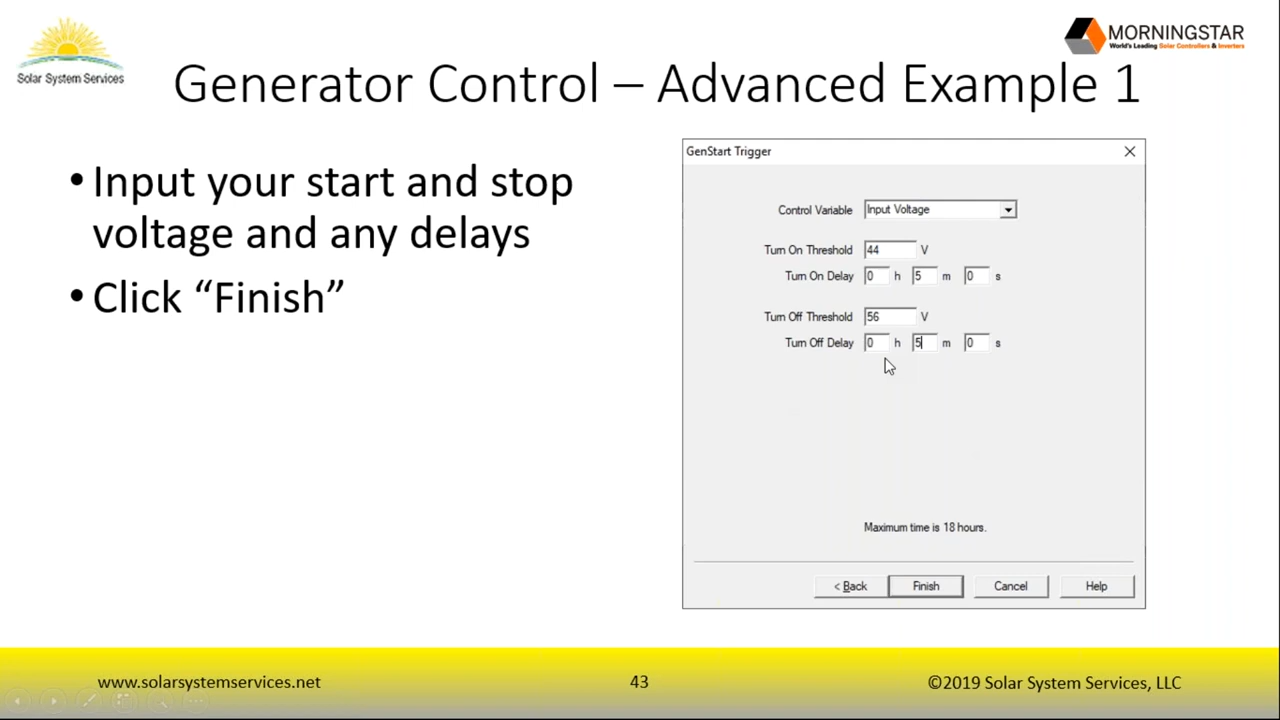 Solar System Services
MORNINGSTAR
World's Leading Solar Controllers & Inverters
Generator Control – Advanced Example 1
• Input your start and stop
voltage and any delays
• Click “Finish”
GenStart Trigger
Control Variable Input Voltage
Turn On Threshold 44 V
Turn On Delay 0 h 5 m 0 s
Turn Off Threshold 56 V
Turn Off Delay 0 h 5 m 0 s
Maximum time is 18 hours.
< Back Finish Cancel Help
www.solarsystemservices.net 43 ©2019 Solar System Services, LLC